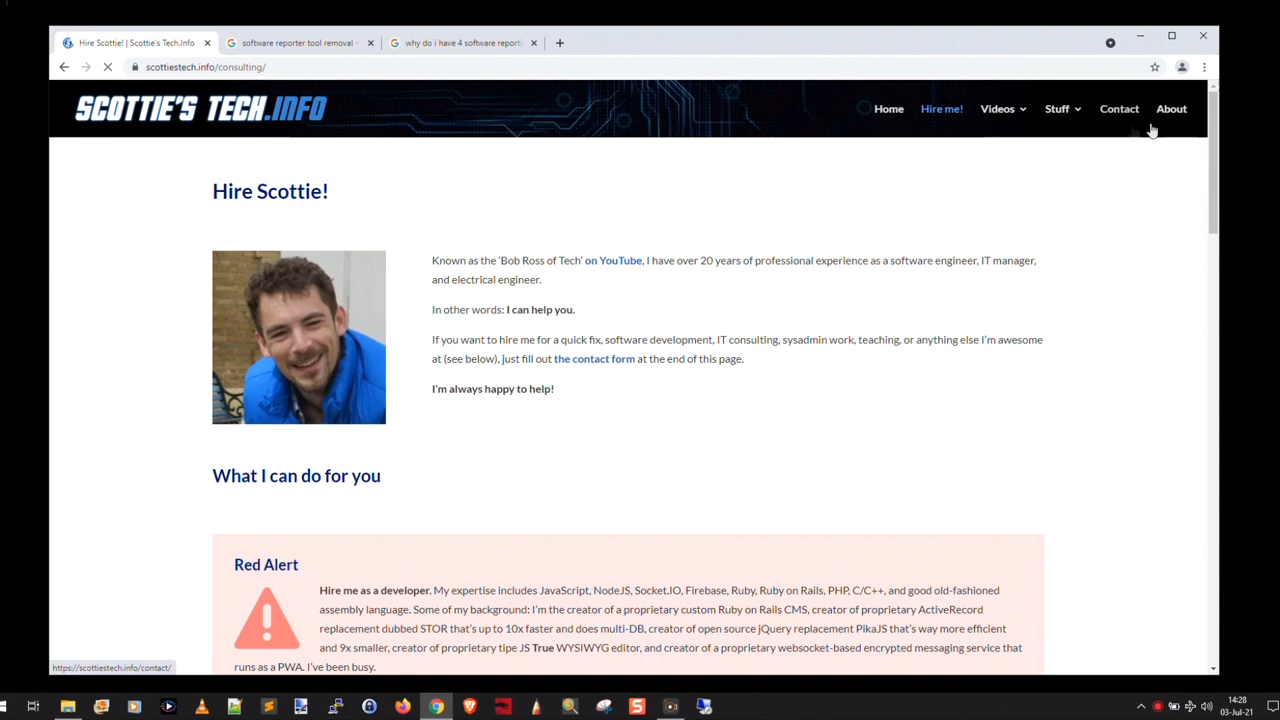 Hire Scottie! | Scottie's Tech.Info
software reporter tool removal -
why do i have 4 software report
scottiestech.info/consulting/
SCOTTIE'S TECH.INFO
Home
Hire me!
Videos
Stuff
Contact
About
Hire Scottie!
Known as the ‘Bob Ross of Tech’ on YouTube, I have over 20 years of professional experience as a software engineer, IT manager,
and electrical engineer.
In other words: I can help you.
If you want to hire me for a quick fix, software development, IT consulting, sysadmin work, teaching, or anything else I’m awesome
at (see below), just fill out the contact form at the end of this page.
I’m always happy to help!
What I can do for you
Red Alert
Hire me as a developer. My expertise includes JavaScript, NodeJS, Socket.IO, Firebase, Ruby, Ruby on Rails, PHP, C/C++, and good old-fashioned
assembly language. Some of my background: I’m the creator of a proprietary custom Ruby on Rails CMS, creator of proprietary ActiveRecord
replacement dubbed STOR that’s up to 10x faster and does multi-DB, creator of open source jQuery replacement PikaJS that’s way more efficient
and 9x smaller, creator of proprietary tipe JS True WYSIWYG editor, and creator of a proprietary websocket-based encrypted messaging service that
runs as a PWA. I’ve been busy.
https://scottiestech.info/contact/
14:28
03-Jul-21